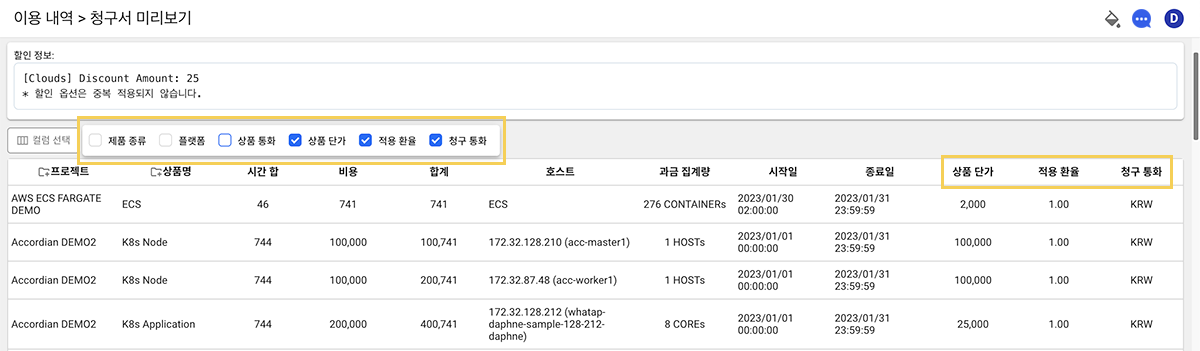 이용 내역 > 청구서 미리보기
D
할인 정보:
[Clouds] Discount Amount: 25
* 할인 옵션은 중복 적용되지 않습니다.
컬럼 선택 제품 종류 플랫폼 상품 통화 상품 단가 적용 환율 청구 통화
프로젝트 상품명 시간 합 비용 합계 호스트 과금 집계량 시작일 종료일 상품 단가 적용 환율 청구 통화
AWS ECS FARGATE DEMO ECS 46 741 741 ECS 276 CONTAINERs 2023/01/30 02:00:00 2023/01/31 23:59:59 2,000 1.00 KRW
Accordian DEMO2 K8s Node 744 100,000 100,741 172.32.128.210 (acc-master1) 1 HOSTs 2023/01/01 00:00:00 2023/01/31 23:59:59 100,000 1.00 KRW
Accordian DEMO2 K8s Node 744 100,000 200,741 172.32.87.48 (acc-worker1) 1 HOSTs 2023/01/01 00:00:00 2023/01/31 23:59:59 100,000 1.00 KRW
Accordian DEMO2 K8s Application 744 200,000 400,741 172.32.128.212 (whatap-daphne-sample-128-212-daphne) 8 COREs 2023/01/01 00:00:00 2023/01/31 23:59:59 25,000 1.00 KRW